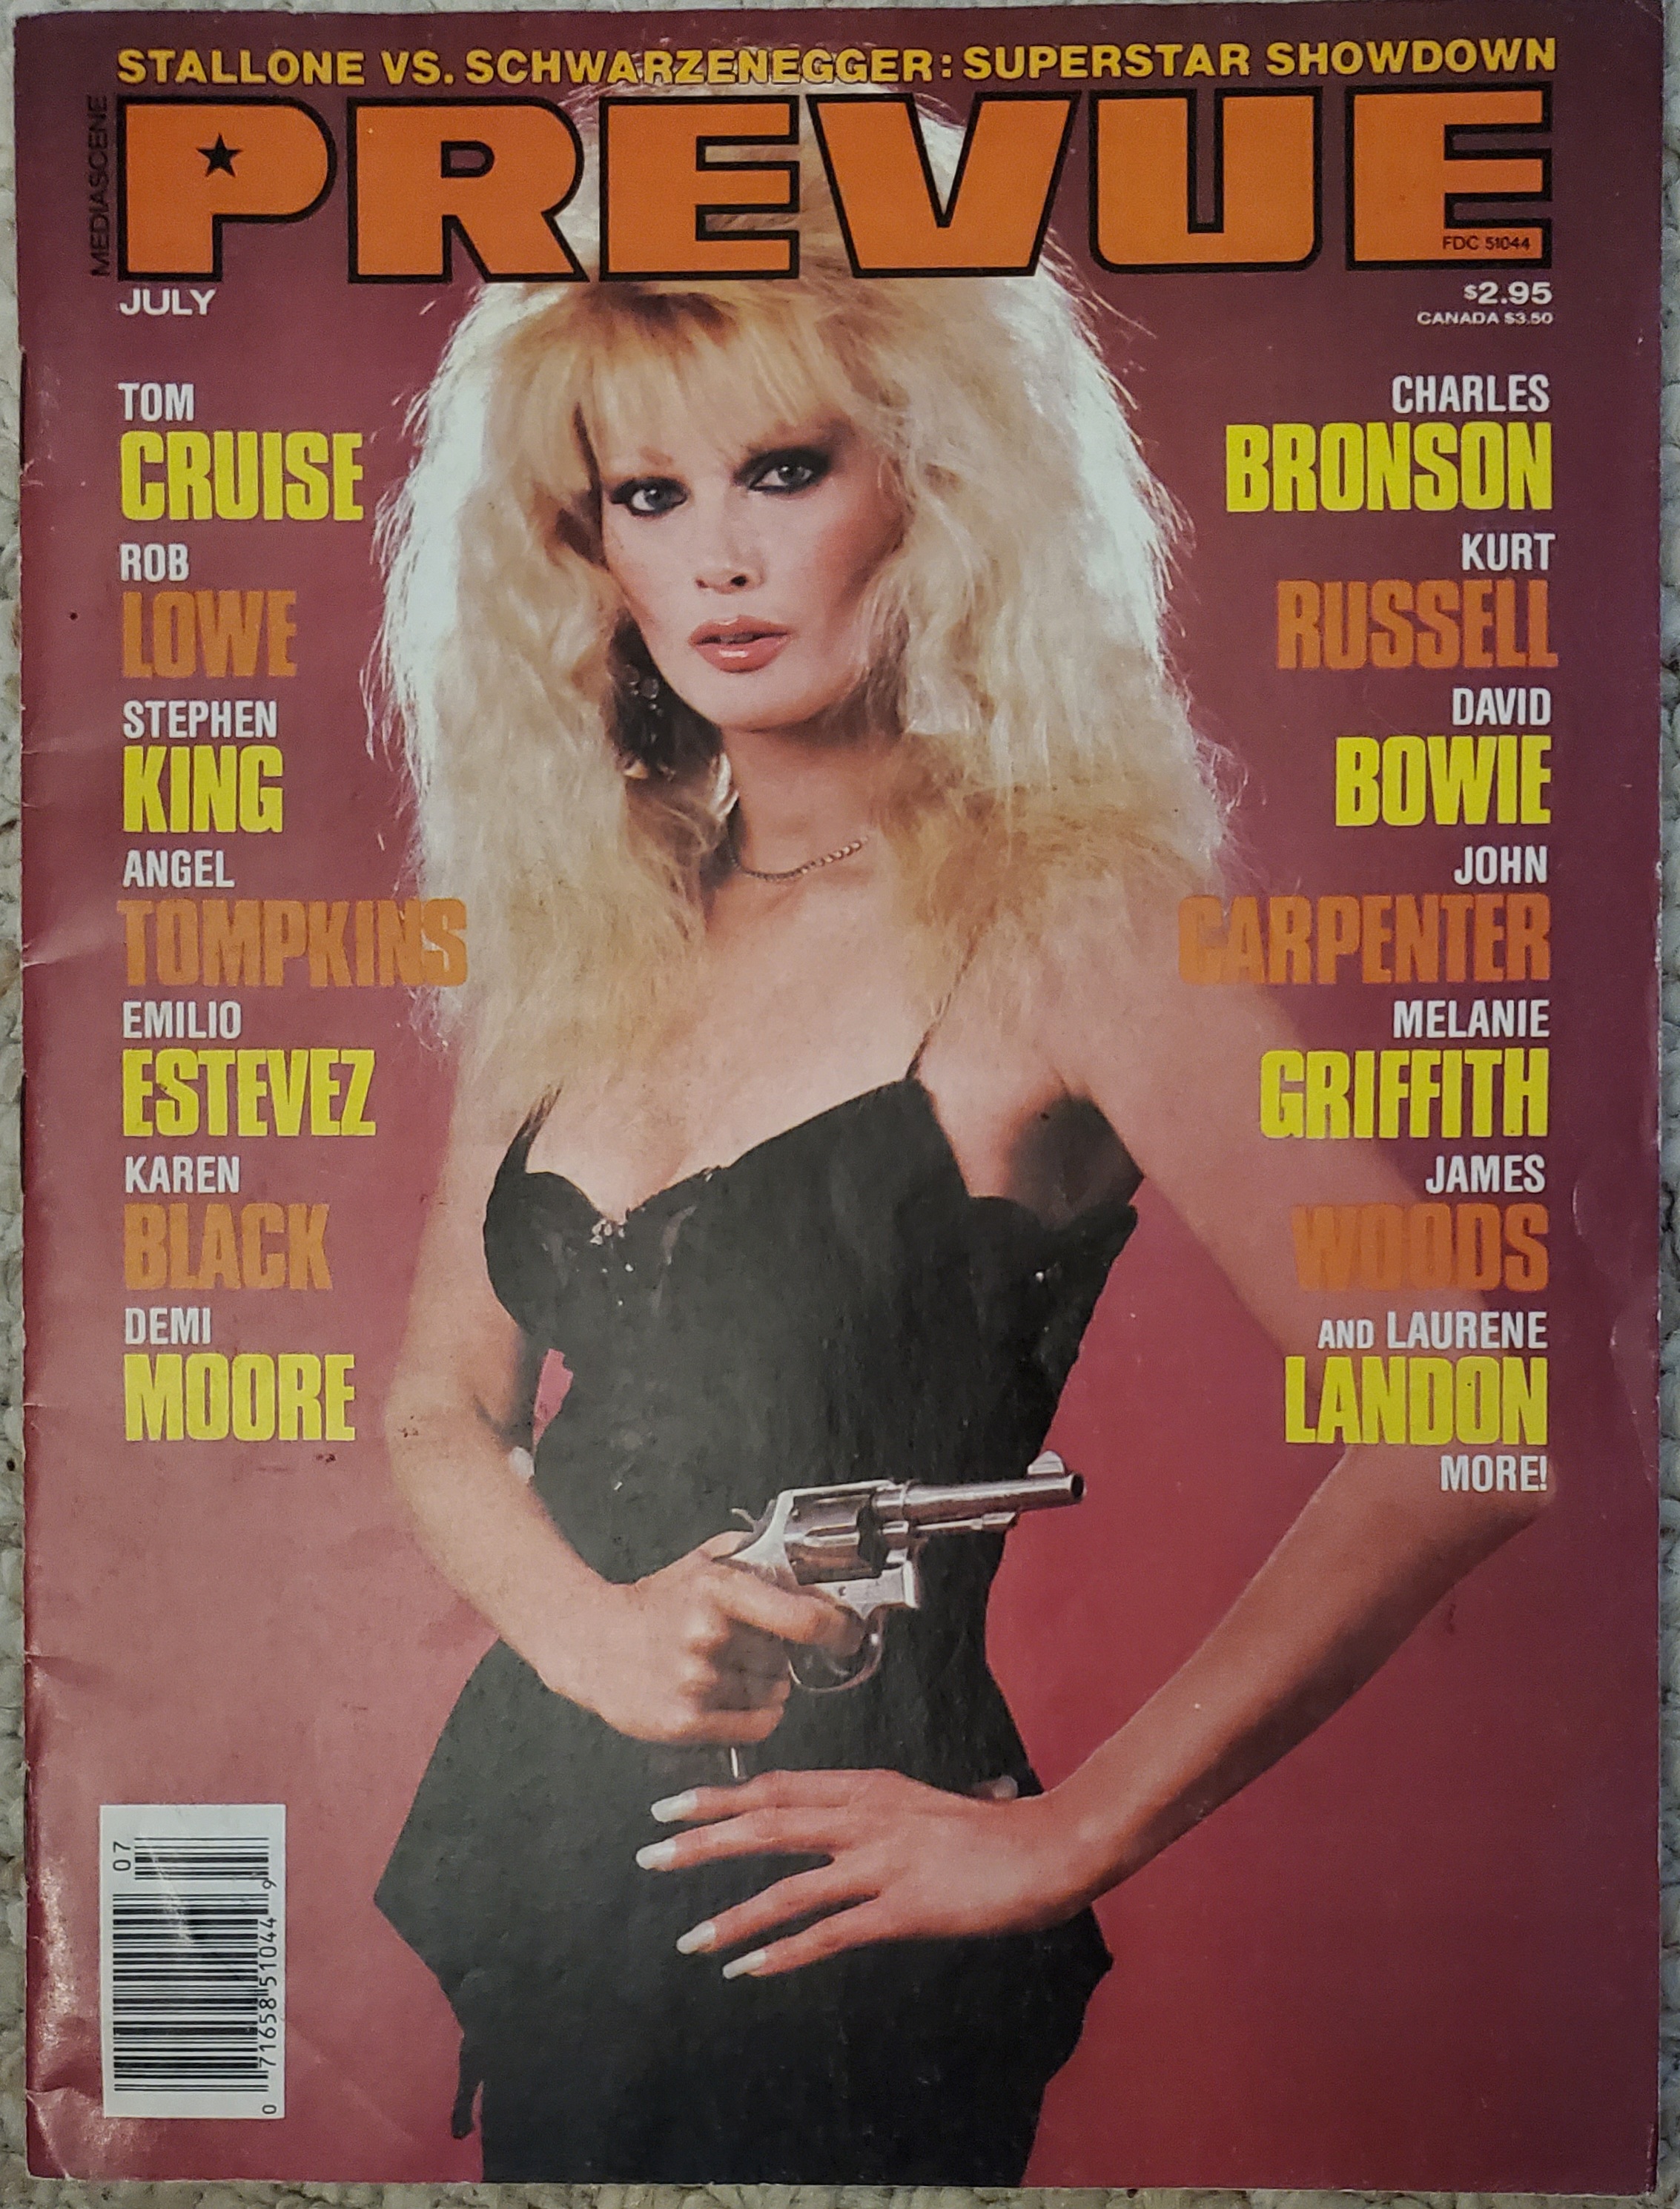 STALLONE VS. SCHWARZENEGGER: SUPERSTAR SHOWDOWN
MEDIASCENE
PREVUE
FDC 51044
JULY
$2.95
CANADA $3.50
TOM
CRUISE
ROB
LOWE
STEPHEN
KING
ANGEL
TOMPKINS
EMILIO
ESTEVEZ
KAREN
BLACK
DEMI
MOORE
CHARLES
BRONSON
KURT
RUSSELL
DAVID
BOWIE
JOHN
CARPENTER
MELANIE
GRIFFITH
JAMES
WOODS
AND LAURENE
LANDON
MORE!
07
0 71658 51044 9